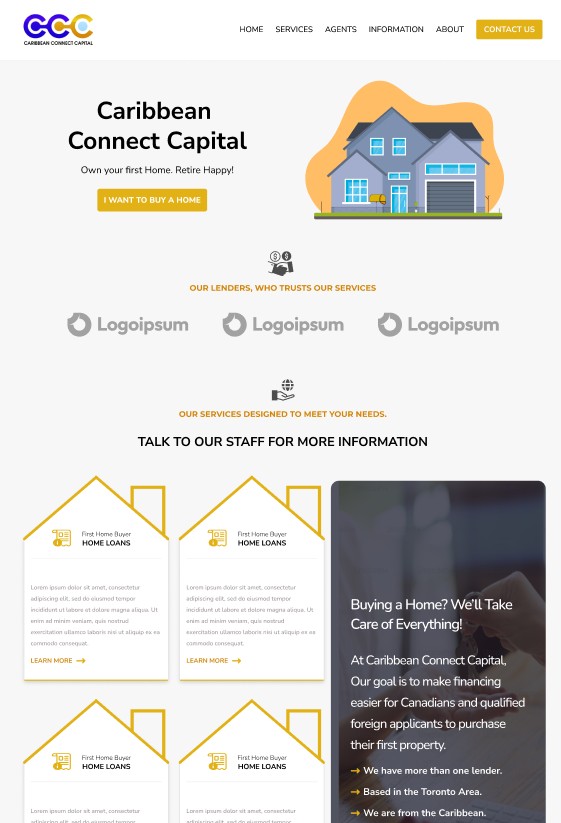 CCC
CARIBBEAN CONNECT CAPITAL
HOME SERVICES AGENTS INFORMATION ABOUT CONTACT US
Caribbean
Connect Capital
Own your first Home. Retire Happy!
I WANT TO BUY A HOME
OUR LENDERS, WHO TRUSTS OUR SERVICES
Logoipsum Logoipsum Logoipsum
OUR SERVICES DESIGNED TO MEET YOUR NEEDS.
TALK TO OUR STAFF FOR MORE INFORMATION
First Home Buyer
HOME LOANS
Lorem ipsum dolor sit amet, consectetur
adipiscing elit, sed do eiusmod tempor
incididunt ut labore et dolore magna aliqua. Ut
enim ad minim veniam, quis nostrud
exercitation ullamco laboris nisi ut aliquip ex ea
commodo consequat
LEARN MORE
First Home Buyer
HOME LOANS
Lorem ipsum dolor sit amet, consectetur
adipiscing elit, sed do eiusmod tempor
incididunt ut labore et dolore magna aliqua. Ut
enim ad minim veniam, quis nostrud
exercitation ullamco laboris nisi ut aliquip ex ea
commodo consequat.
LEARN MORE
First Home Buyer
HOME LOANS
Lorem ipsum dolor sit amet, consectetur
First Home Buyer
HOME LOANS
Lorem ipsum dolor sit amet, consectetur
Buying a Home? We'll Take
Care of Everything!
At Caribbean Connect Capital,
Our goal is to make financing
easier for Canadians and qualified
foreign applicants to purchase
their first property.
We have more than one lender.
Based in the Toronto Area.
We are from the Caribbean.